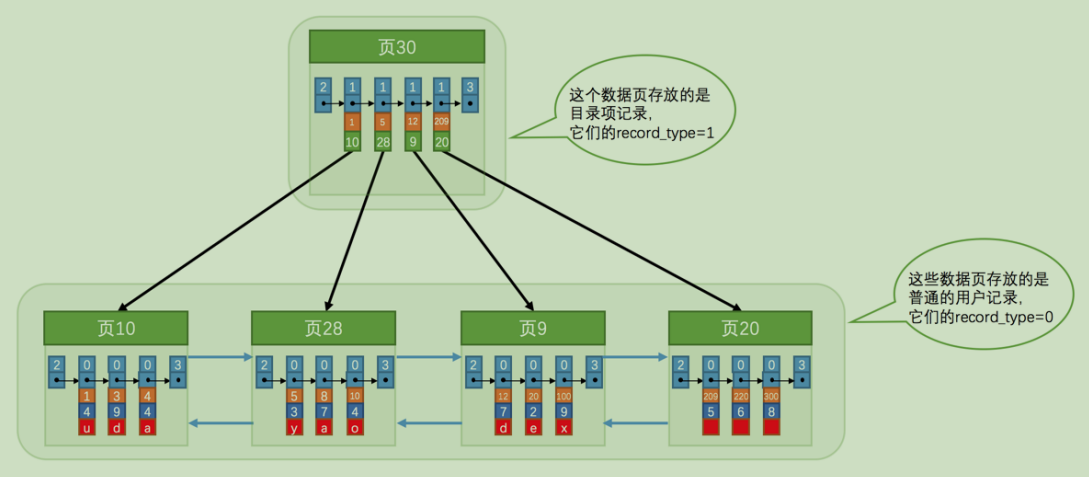 页30
2 1 1 1 1 3
1 5 12 209
10 28 9 20
这个数据页存放的是
目录项记录,
它们的record_type=1
这些数据页存放的是
普通的用户记录,
它们的record_type=0
页10
2 0 0 0 3
1 3 4
4 9 4
u d a
页28
2 0 0 0 3
5 8 10
3 7 4
y a o
页9
2 0 0 0 3
12 20 100
7 2 9
d e x
页20
2 0 0 0 3
209 220 300
5 6 8